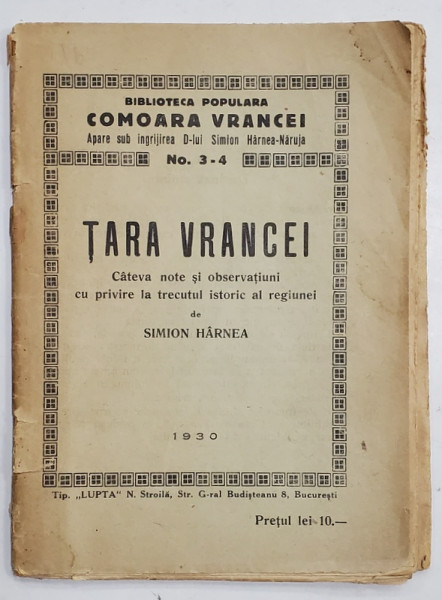 BIBLIOTECA POPULARA
COMOARA VRANCEI
Apare sub îngrijirea D-lui Simion Hârnea-Năruja
No. 3-4
ȚARA VRANCEI
Câteva note și observațiuni
cu privire la trecutul istoric al regiunei
de
SIMION HÂRNEA
1930
Tip. „LUPTA" N. Stroilă, Str. G-ral Budișteanu 8, București
Prețul lei 10.—